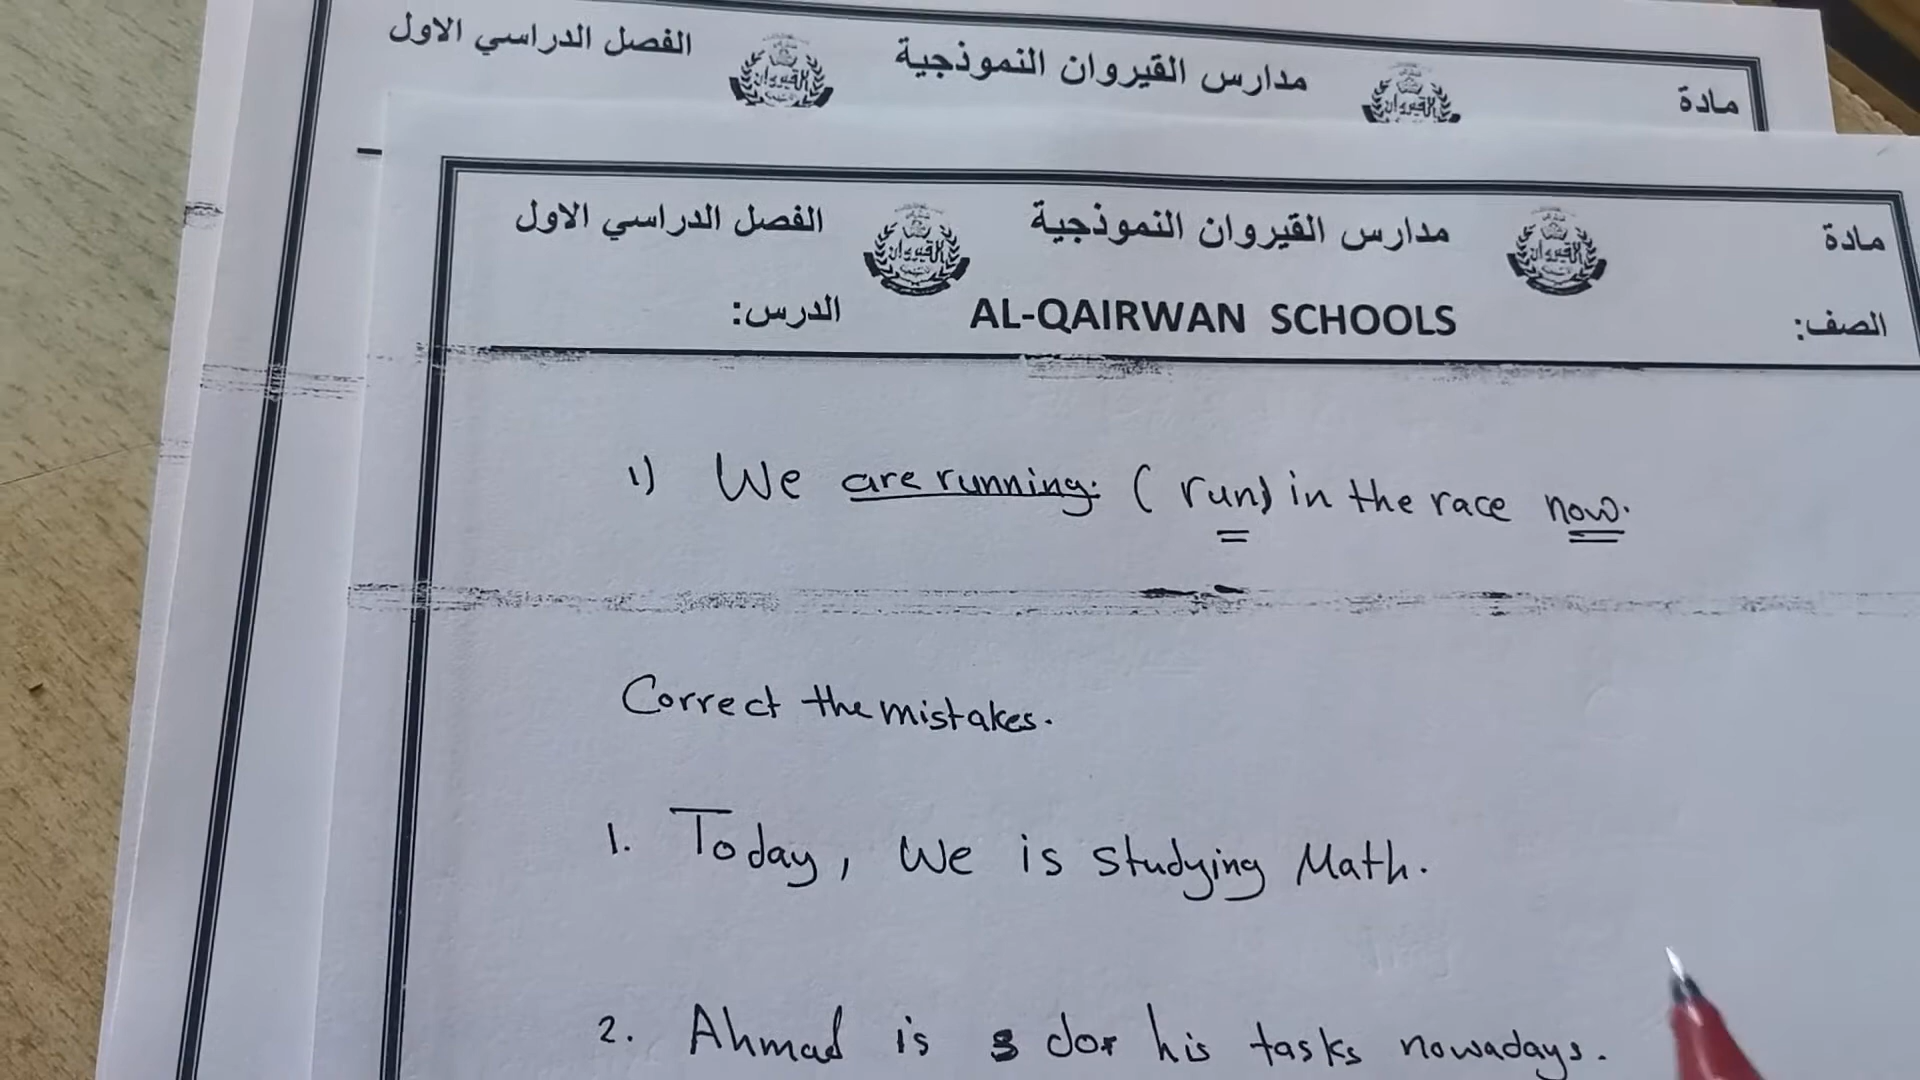 مادة مدارس القيروان النموذجية الفصل الدراسي الاول
مادة مدارس القيروان النموذجية الفصل الدراسي الاول
الصف: AL-QAIRWAN SCHOOLS الدرس:
1) We are running. (run) in the race now.
Correct the mistakes.
1. Today, We is studying Math.
2. Ahmad is his tasks nowadays.